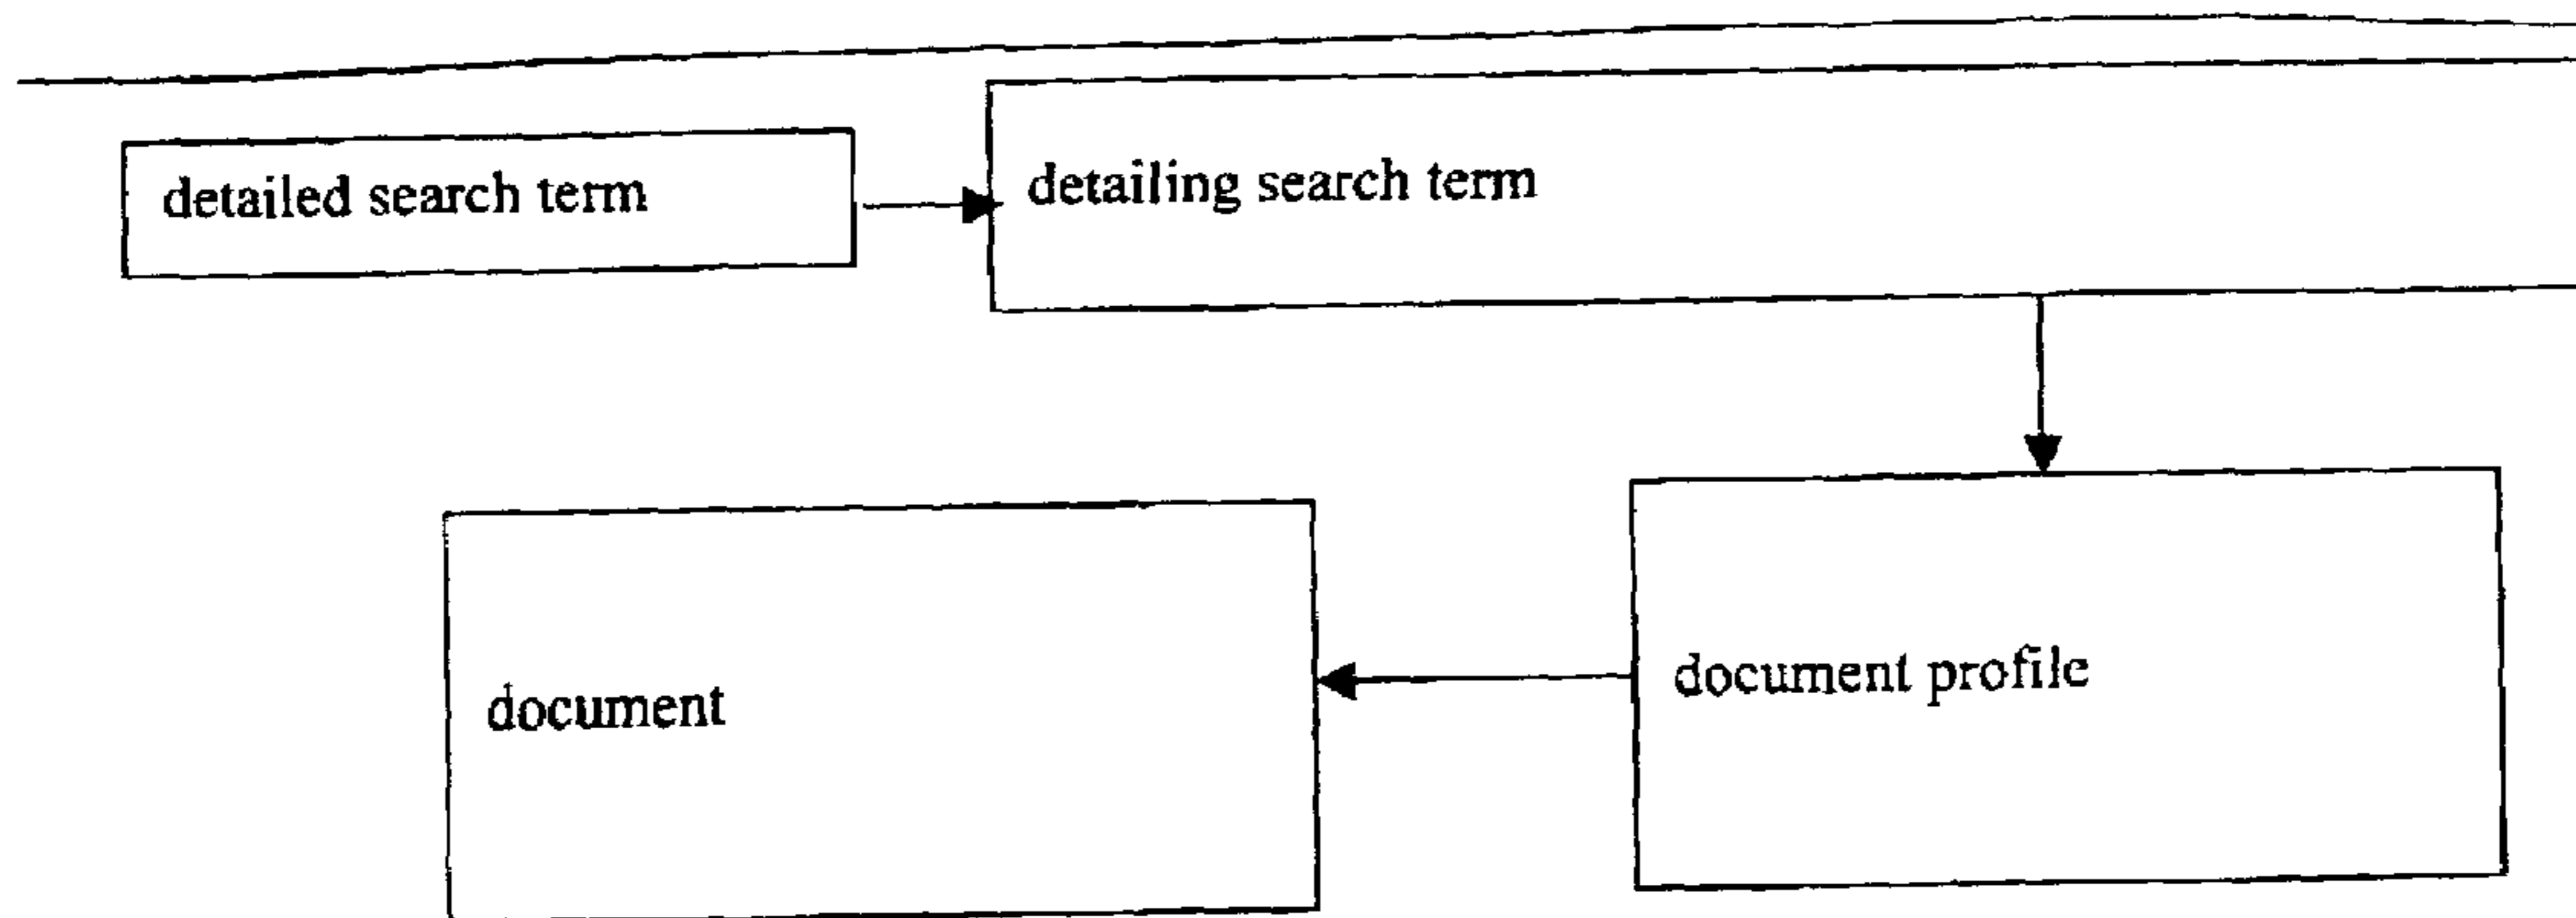 detailed search term
detailing search term
document
document profile